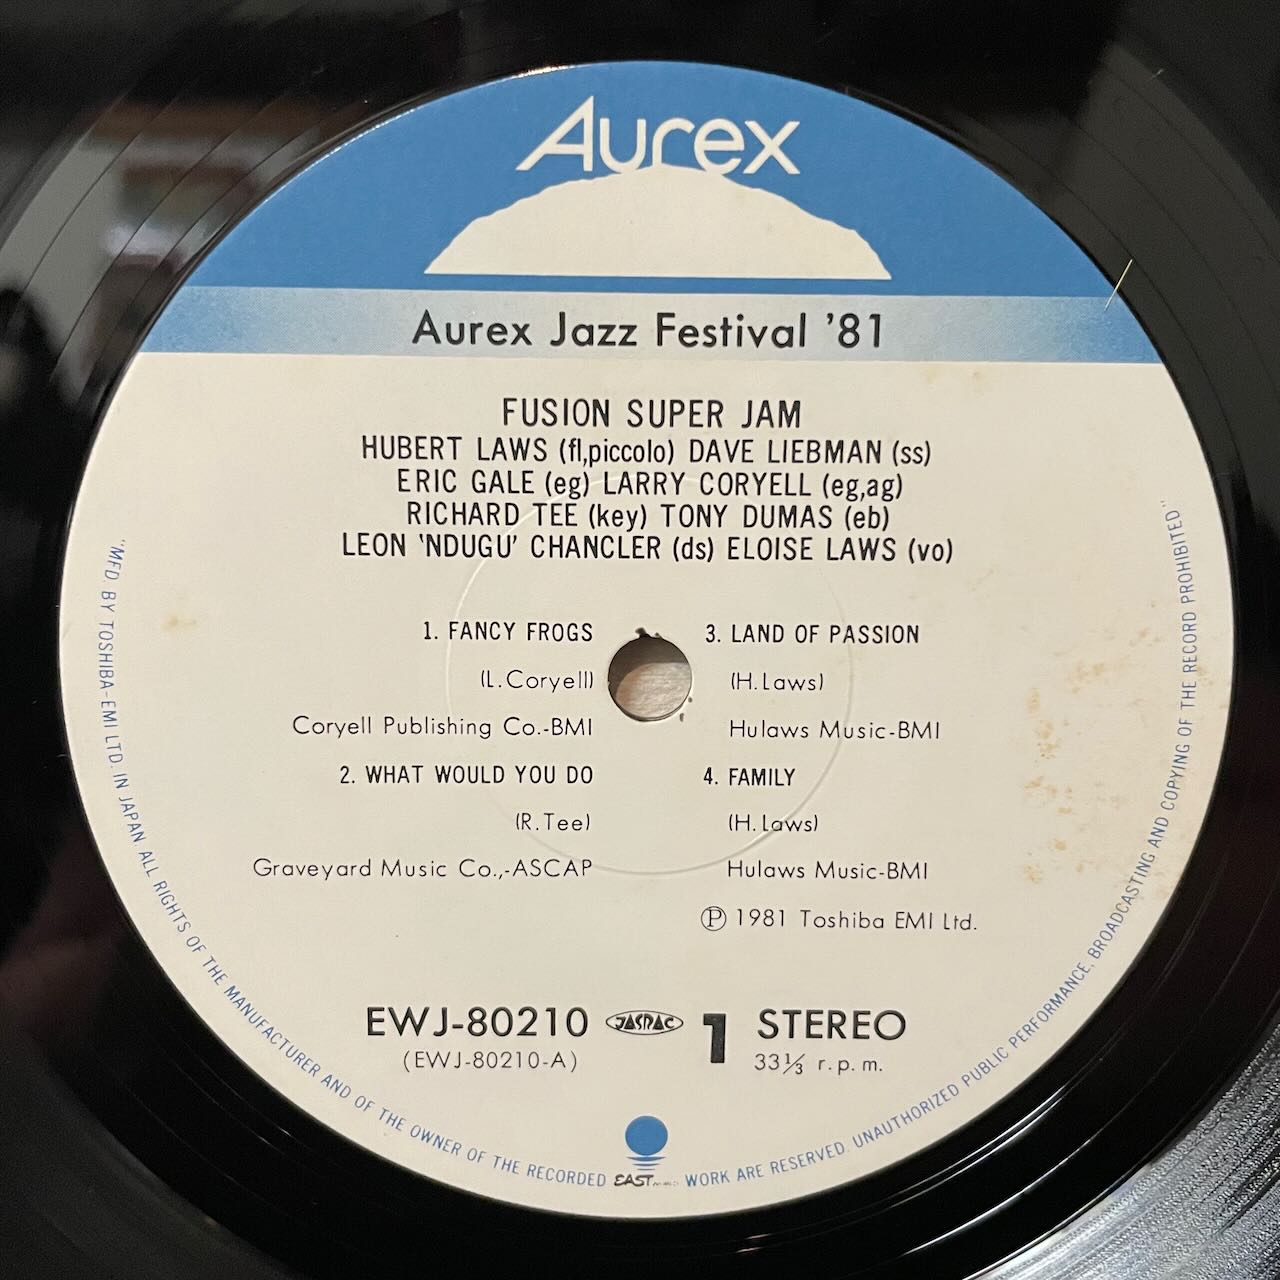 Aurex
Aurex Jazz Festival '81
FUSION SUPER JAM
HUBERT LAWS (fl,piccolo) DAVE LIEBMAN (ss)
ERIC GALE (eg) LARRY CORYELL (eg,ag)
RICHARD TEE (key) TONY DUMAS (eb)
LEON 'NDUGU' CHANCLER (ds) ELOISE LAWS (vo)
1. FANCY FROGS
(L.Coryell)
Coryell Publishing Co.-BMI
2. WHAT WOULD YOU DO
(R.Tee)
Graveyard Music Co.,-ASCAP
3. LAND OF PASSION
(H.Laws)
Hulaws Music-BMI
4. FAMILY
(H.Laws)
Hulaws Music-BMI
Ⓟ 1981 Toshiba EMI Ltd.
EWJ-80210 JASRAC 1 STEREO
(EWJ-80210-A) 33⅓ r.p.m.
"MFD. BY TOSHIBA-EMI LTD. IN JAPAN. ALL RIGHTS OF THE MANUFACTURER AND OF THE OWNER OF THE RECORDED WORK ARE RESERVED. UNAUTHORIZED PUBLIC PERFORMANCE, BROADCASTING AND COPYING OF THE RECORD PROHIBITED"
EAST